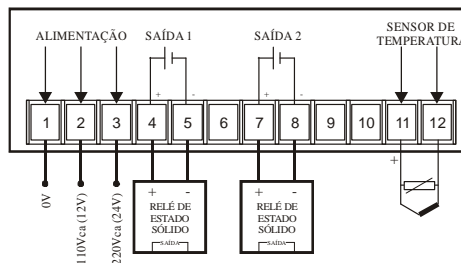 ALIMENTAÇÃO
SAÍDA 1
SAÍDA 2
SENSOR DE
TEMPERATURA
+ -
+ -
1 2 3 4 5 6 7 8 9 10 11 12
+
0V
110Vca (12V)
220Vca (24V)
+ -
RELÉ DE
ESTADO
SÓLIDO
SAÍDA
+ -
RELÉ DE
ESTADO
SÓLIDO
SAÍDA